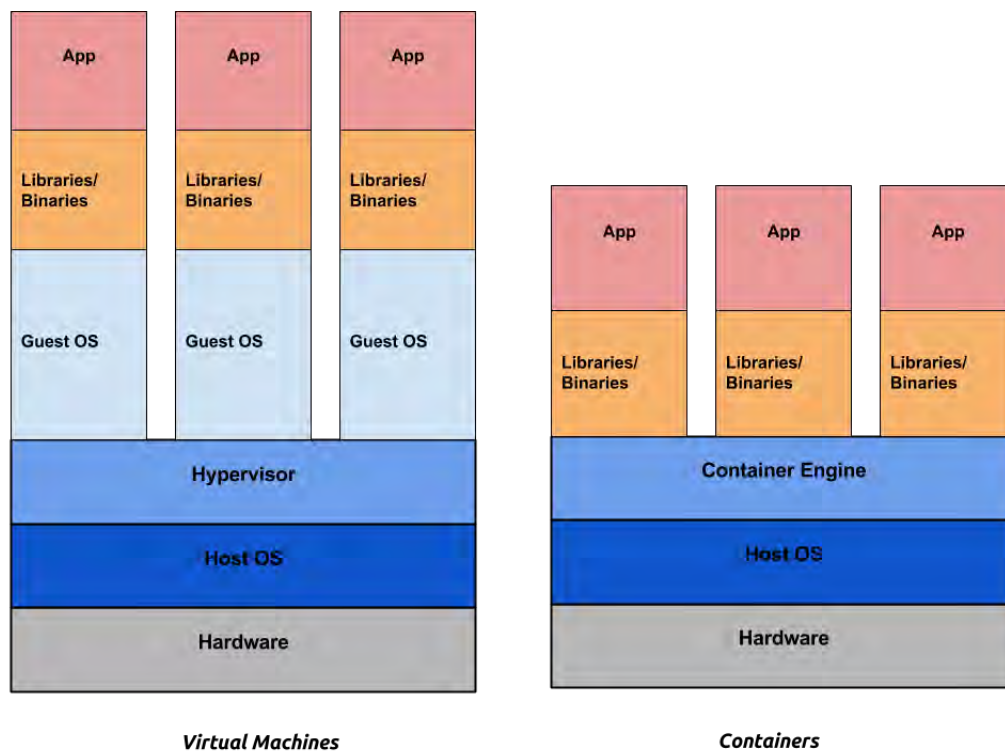 App
App
App
Libraries/
Binaries
Libraries/
Binaries
Libraries/
Binaries
Guest OS
Guest OS
Guest OS
Hypervisor
Host OS
Hardware
Virtual Machines
App
App
App
Libraries/
Binaries
Libraries/
Binaries
Libraries/
Binaries
Container Engine
Host OS
Hardware
Containers